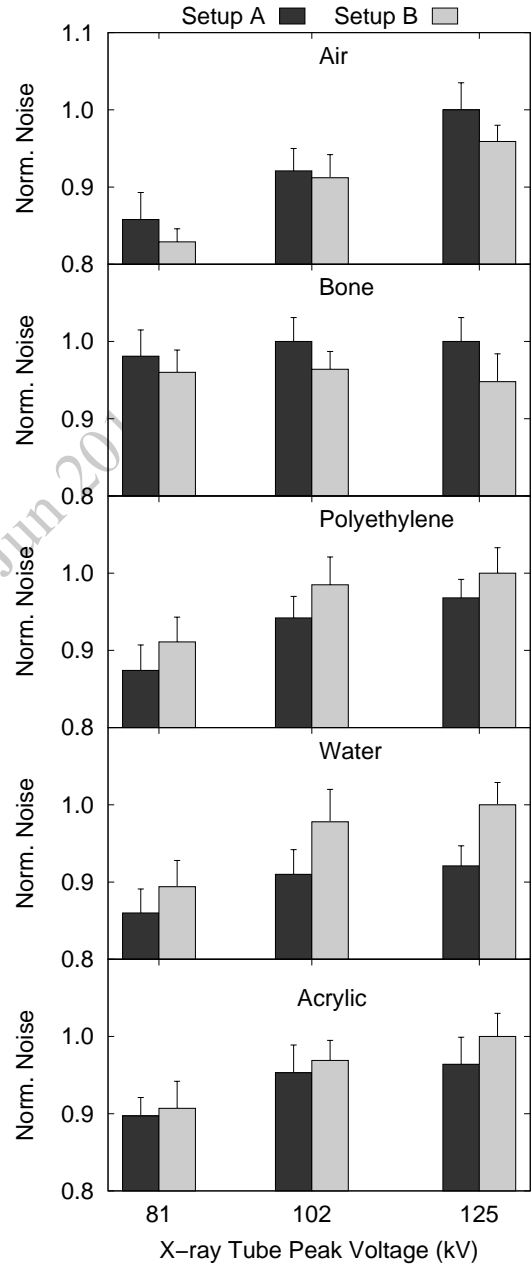 Setup A Setup B
1.1
Air
1.0
Norm. Noise
0.9
0.8
Bone
1.0
Norm. Noise
0.9
0.8
Polyethylene
1.0
Norm. Noise
0.9
0.8
Water
1.0
Norm. Noise
0.9
0.8
Acrylic
1.0
Norm. Noise
0.9
0.8
81 102 125
X−ray Tube Peak Voltage (kV)
Jun 201